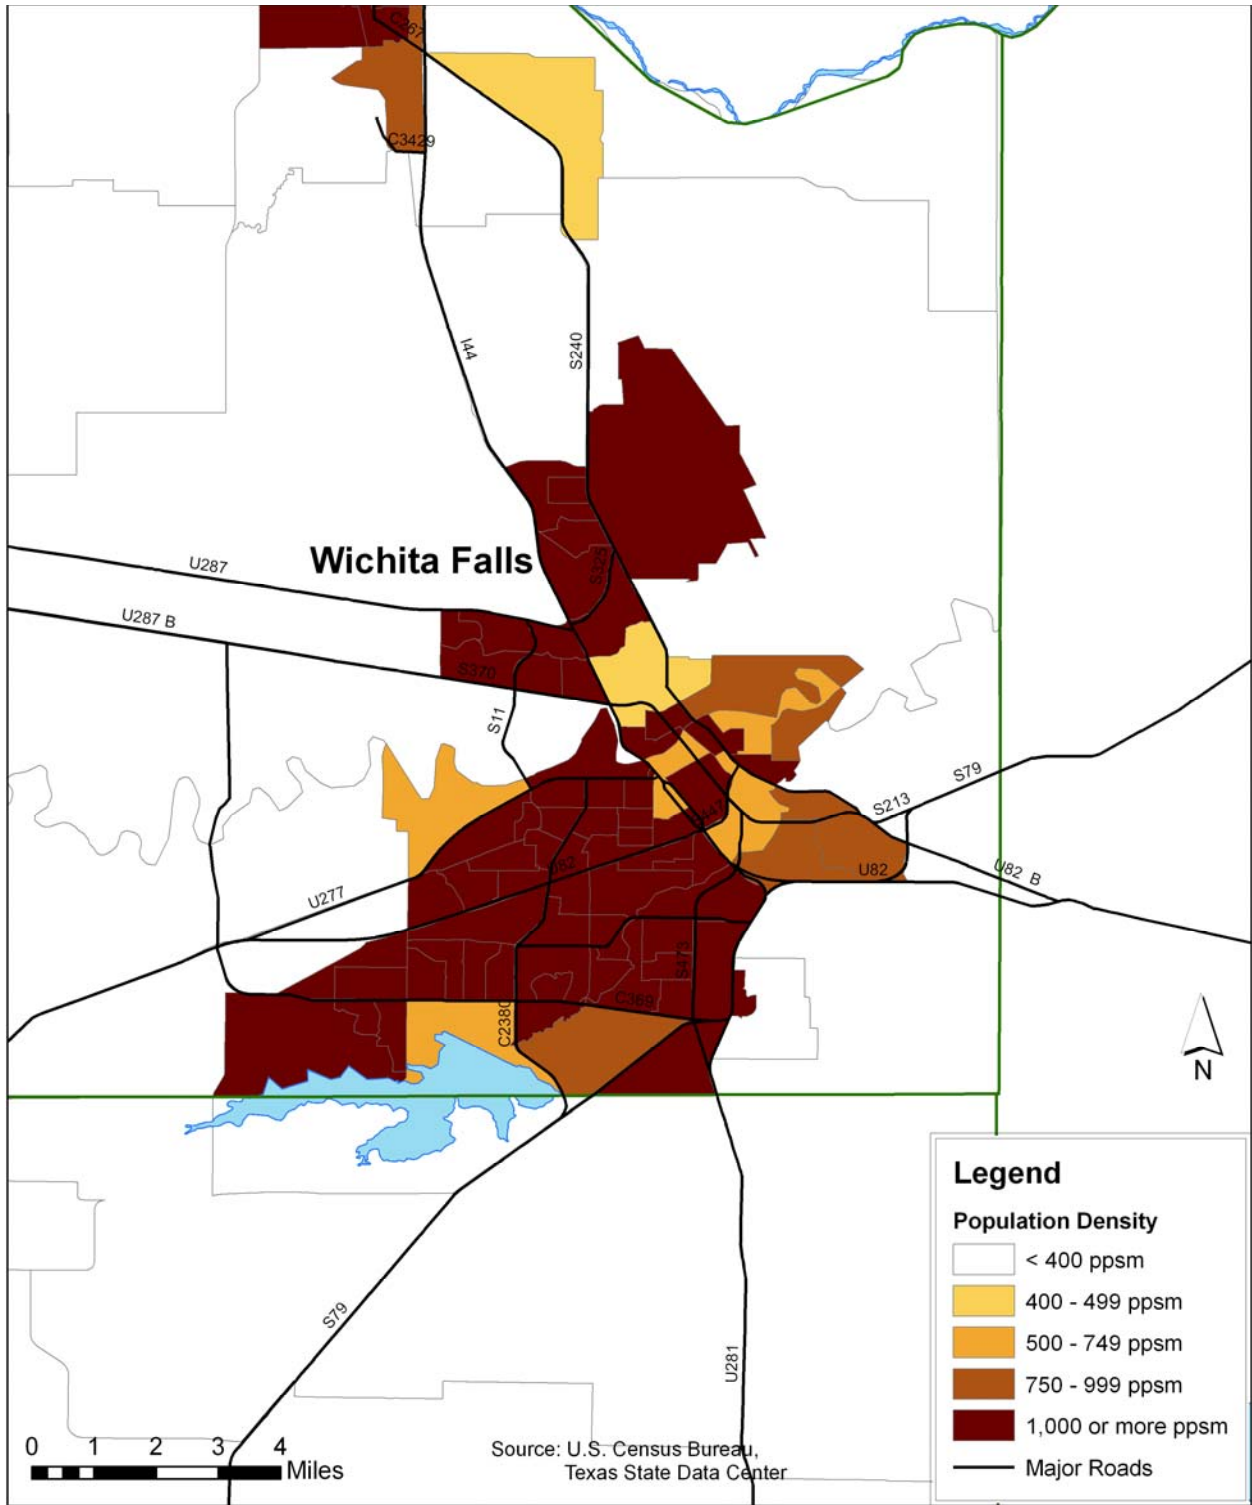 C267
C3429
I44
S240
Wichita Falls
S325
U287
U287 B
S370
S11
S79
S213
S447
U82
U82
U82 B
U277
S473
C369
C2380
N
S79
U281
Legend
Population Density
< 400 ppsm
400 - 499 ppsm
500 - 749 ppsm
750 - 999 ppsm
1,000 or more ppsm
Major Roads
0 1 2 3 4
Miles
Source: U.S. Census Bureau,
Texas State Data Center